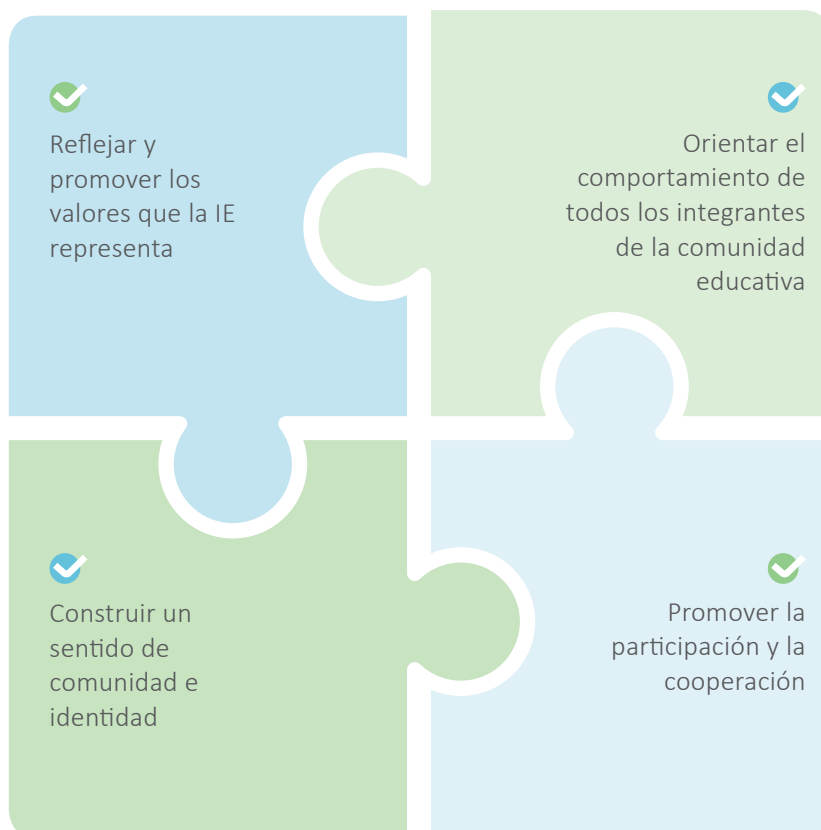 Reflejar y
promover los
valores que la IE
representa
Orientar el
comportamiento de
todos los integrantes
de la comunidad
educativa
Construir un
sentido de
comunidad e
identidad
Promover la
participación y la
cooperación